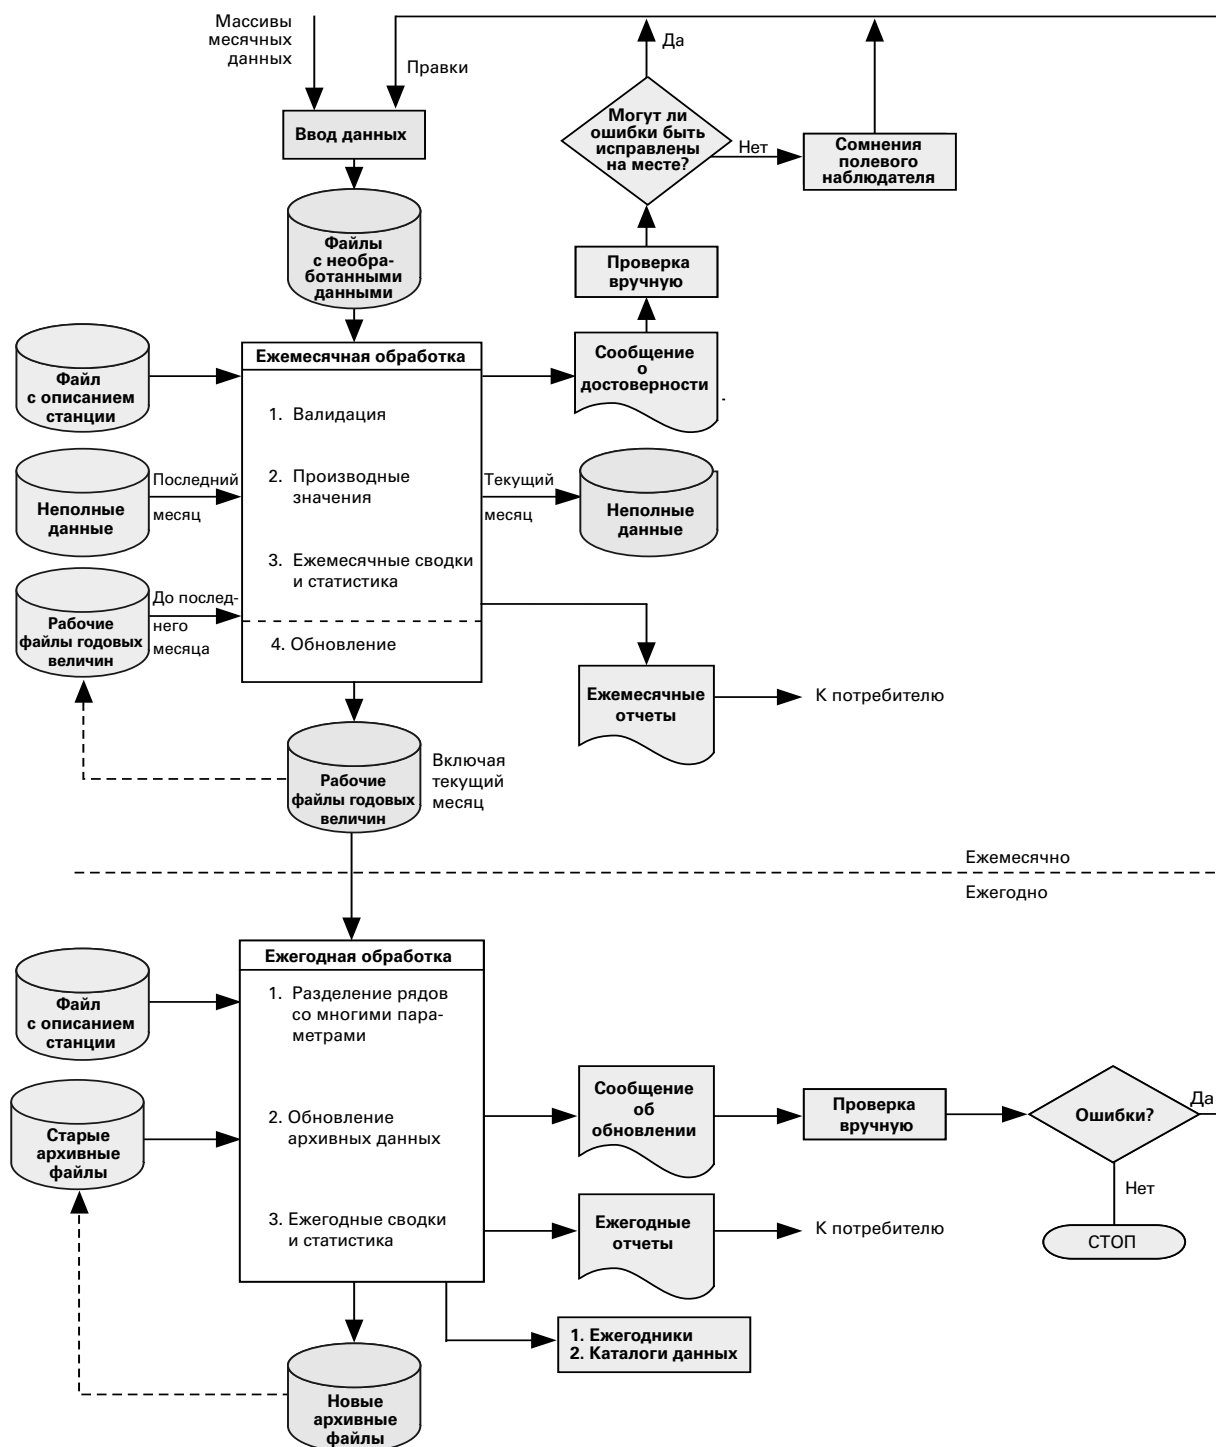 Массивы
месячных
данных
Правки
Да
Ввод данных
Могут ли
ошибки быть
исправлены
на месте?
Нет
Сомнения
полевого
наблюдателя
Файлы
с необра-
ботанными
данными
Проверка
вручную
Файл
с описанием
станции
Ежемесячная обработка
1. Валидация
2. Производные
значения
3. Ежемесячные сводки
и статистика
4. Обновление
Сообщение
о
достоверности
Неполные
данные
Последний
месяц
Текущий
месяц
Неполные
данные
Рабочие
файлы годовых
величин
До послед-
него
месяца
Ежемесячные
отчеты
К потребителю
Рабочие
файлы годовых
величин
Включая
текущий
месяц
Ежемесячно
Ежегодно
Файл
с описанием
станции
Ежегодная обработка
1. Разделение рядов
со многими пара-
метрами
2. Обновление
архивных данных
3. Ежегодные сводки
и статистика
Старые
архивные
файлы
Сообщение
об
обновлении
Проверка
вручную
Ошибки?
Да
Нет
СТОП
Ежегодные
отчеты
К потребителю
1. Ежегодники
2. Каталоги данных
Новые
архивные
файлы